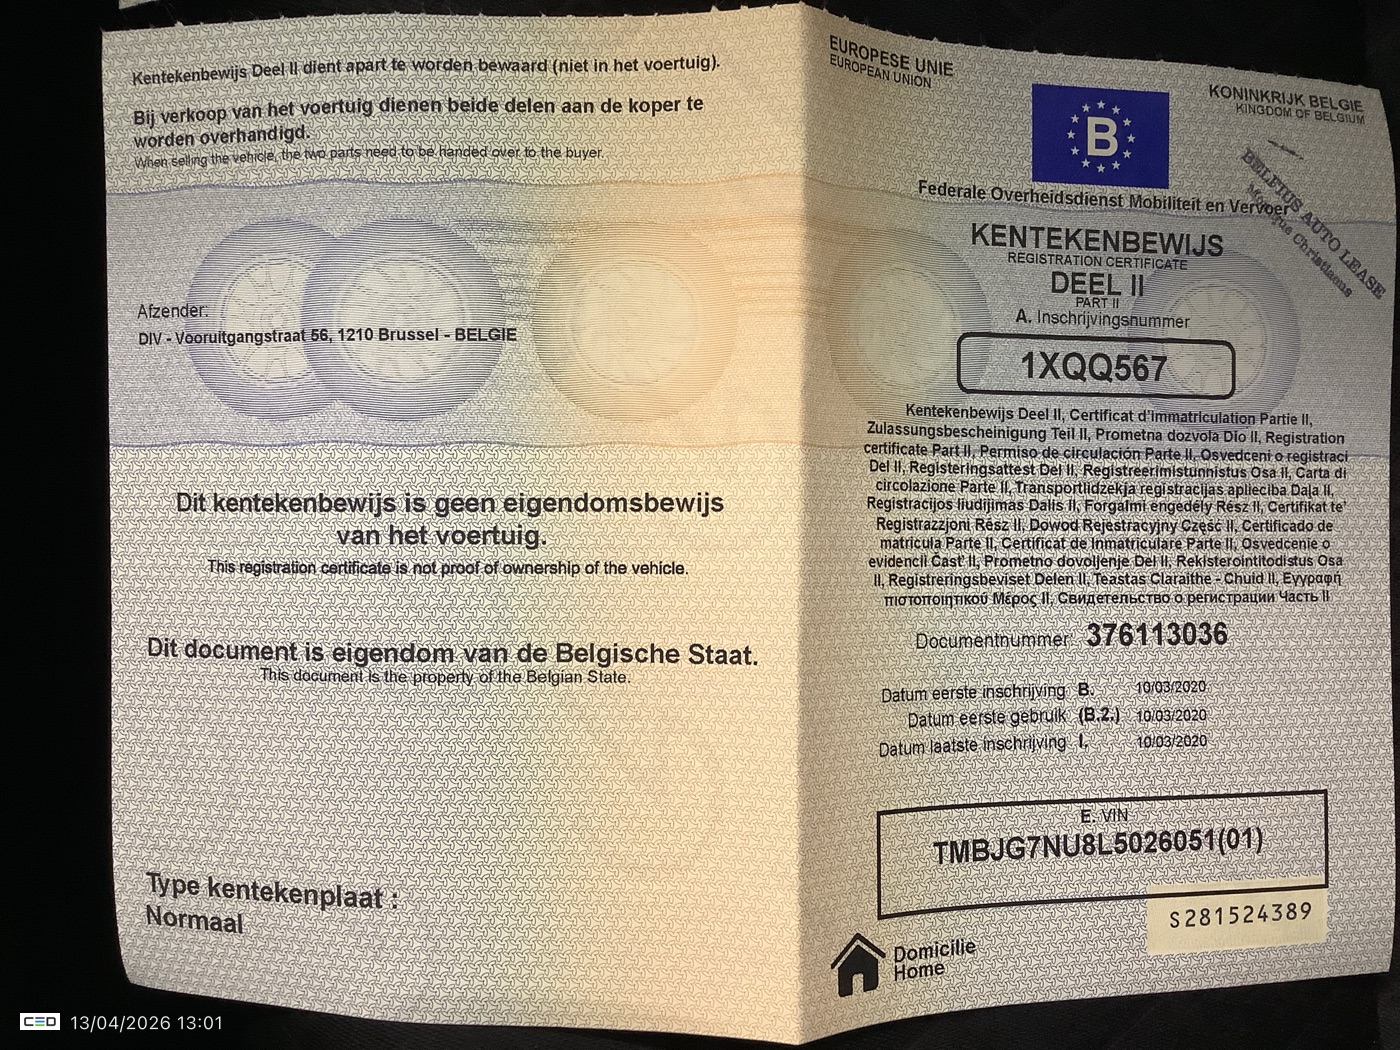 Kentekenbewijs Deel II dient apart te worden bewaard (niet in het voertuig).
Bij verkoop van het voertuig dienen beide delen aan de koper te
worden overhandigd.
When selling the vehicle, the two parts need to be handed over to the buyer.
Afzender:
DIV - Vooruitgangstraat 56, 1210 Brussel - BELGIE
Dit kentekenbewijs is geen eigendomsbewijs
van het voertuig.
This registration certificate is not proof of ownership of the vehicle.
Dit document is eigendom van de Belgische Staat.
This document is the property of the Belgian State.
Type kentekenplaat :
Normaal
EUROPESE UNIE
EUROPEAN UNION
B
KONINKRIJK BELGIE
KINGDOM OF BELGIUM
BELFIUS AUTO LEASE
Christiaens
Federale Overheidsdienst Mobiliteit en Vervoer
KENTEKENBEWIJS
REGISTRATION CERTIFICATE
DEEL II
PART II
A. Inschrijvingsnummer
1XQQ567
Kentekenbewijs Deel II, Certificat d'immatriculation Partie II,
Zulassungsbescheinigung Teil II, Prometna dozvola Dio II, Registration
certificate Part II, Permiso de circulación Parte II, Osvedceni o registraci
Del II, Registeringsattest Del II, Registreerimistunnistus Osa II, Carta di
circolazione Parte II, Transportlidzekja registracijas aplieciba Daļa II,
Registracijos liudijimas Dalis II, Forgalmi engedély Rész II, Certifikat te'
Registrazzjoni Rész II, Dowod Rejestracyjny Część II, Certificado de
matricula Parte II, Certificat de Inmatriculare Parte II, Osvedcenie o
evidencii Časť II, Prometno dovoljenje Del II, Rekisterointitodistus Osa
II, Registreringsbeviset Delen II, Teastas Claraithe - Chuid II, Εγγραφή
πιστοποιητικού Μέρος II, Свидетельство о регистрации Часть II
Documentnummer: 376113036
Datum eerste inschrijving B. 10/03/2020
Datum eerste gebruik (B.2.) 10/03/2020
Datum laatste inschrijving I. 10/03/2020
E. VIN
TMBJG7NU8L5026051(01)
S281524389
Domicilie
Home
CED 13/04/2026 13:01